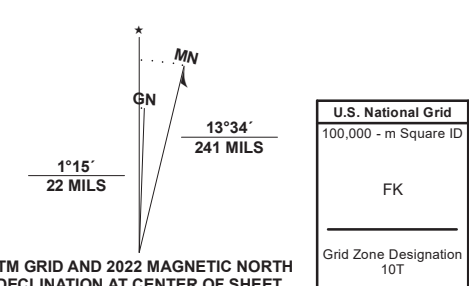 ★
MN
GN
13°34´
241 MILS
1°15´
22 MILS
TM GRID AND 2022 MAGNETIC NORTH
DECLINATION AT CENTER OF SHEET
U.S. National Grid
100,000 - m Square ID
FK
Grid Zone Designation
10T